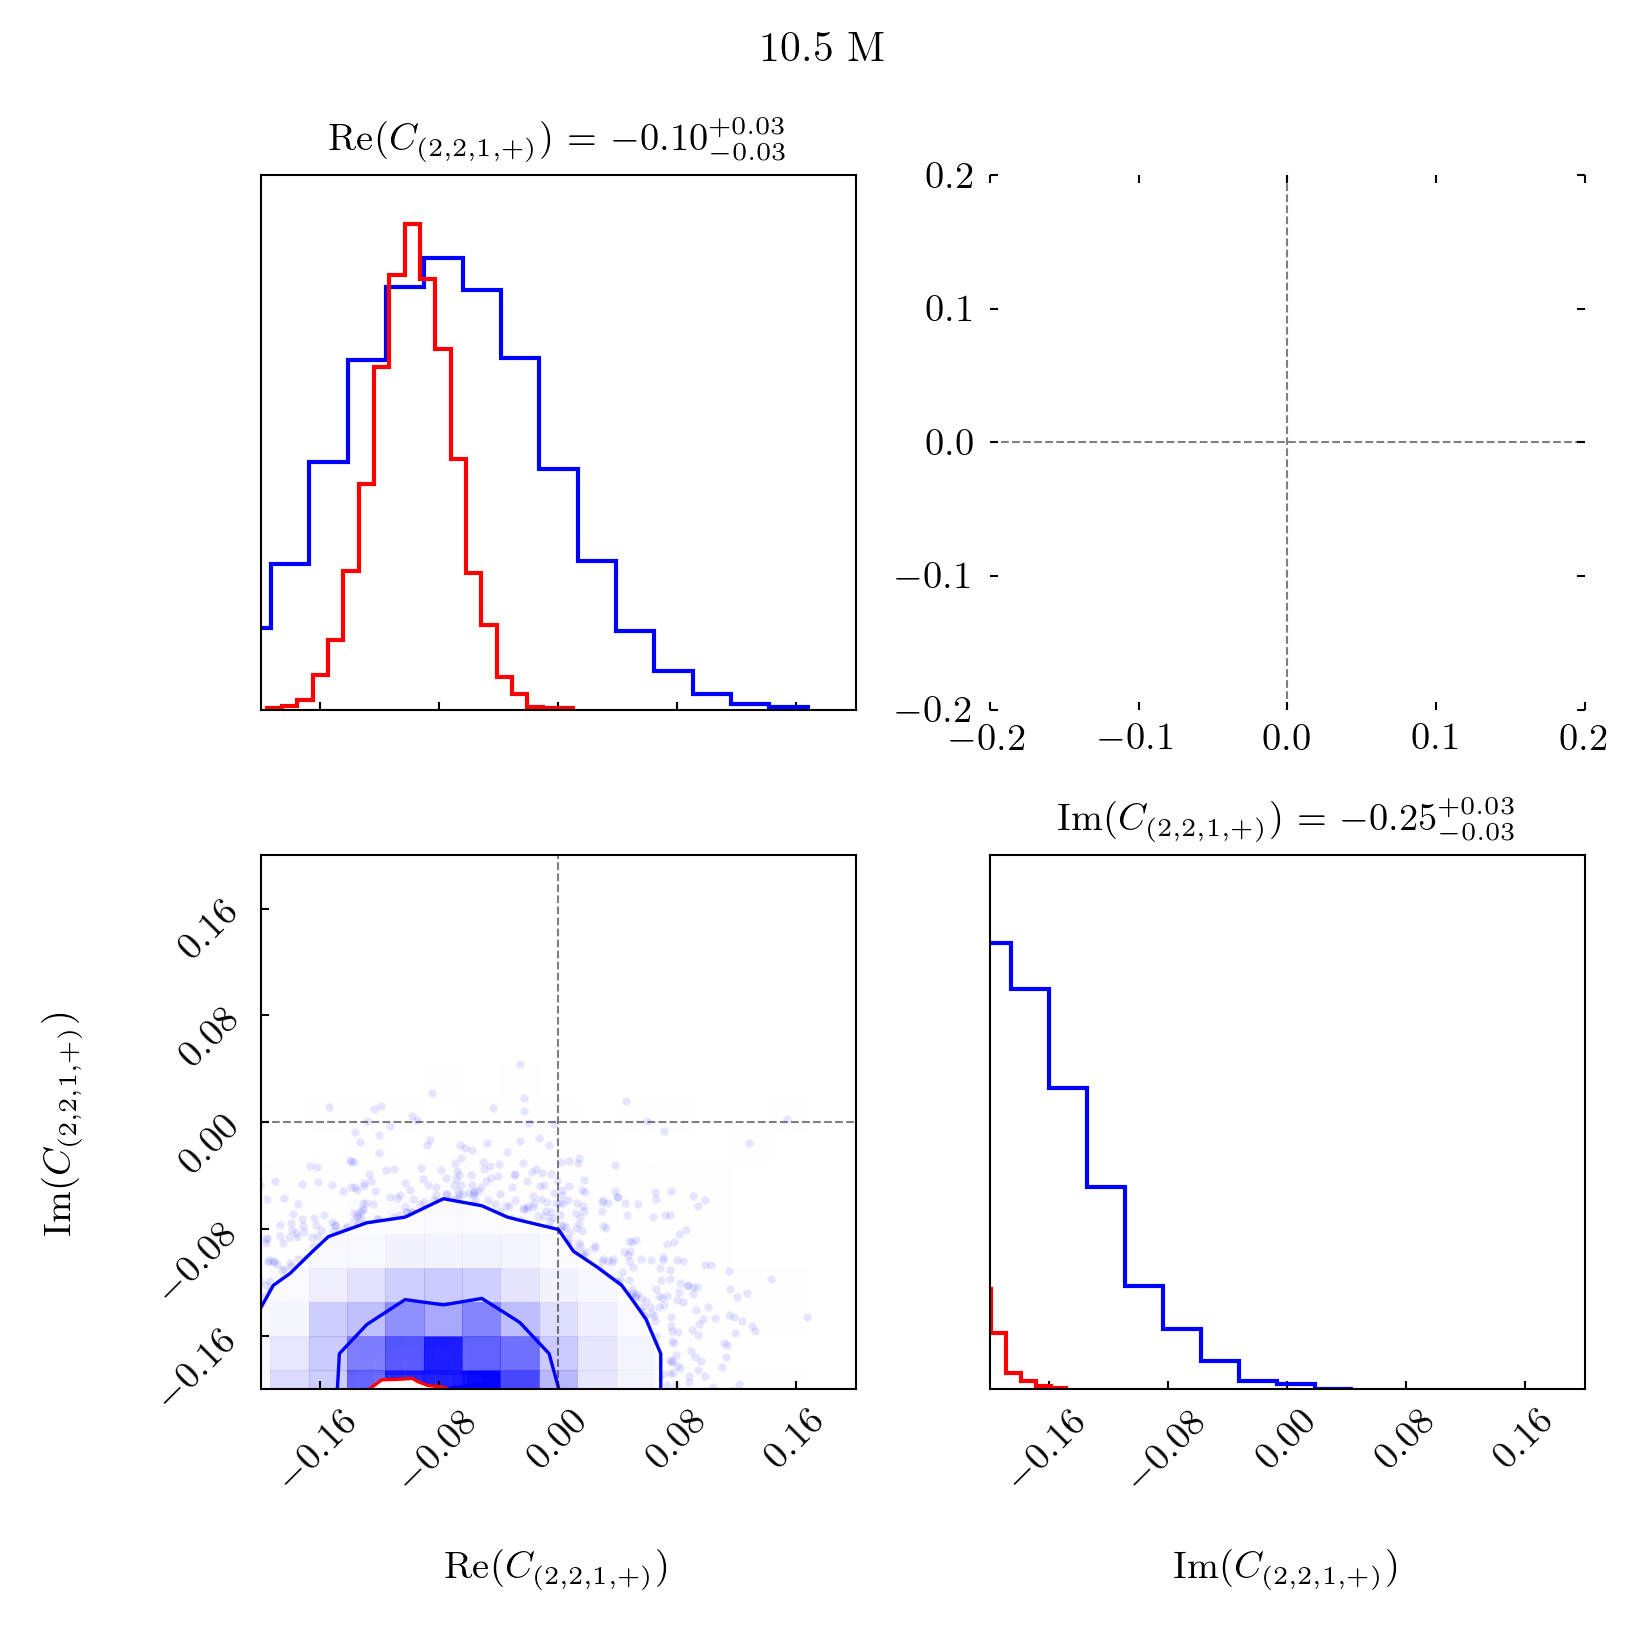 10.5 M
Re(C₍₂,₂,₁,₊₎) = −0.10⁺⁰·⁰³₋₀.₀₃
0.2
0.1
0.0
−0.1
−0.2
−0.2 −0.1 0.0 0.1 0.2
Im(C₍₂,₂,₁,₊₎) = −0.25⁺⁰·⁰³₋₀.₀₃
Im(C₍₂,₂,₁,₊₎)
0.16
0.08
0.00
−0.08
−0.16
−0.16 −0.08 0.00 0.08 0.16
−0.16 −0.08 0.00 0.08 0.16
Re(C₍₂,₂,₁,₊₎)
Im(C₍₂,₂,₁,₊₎)